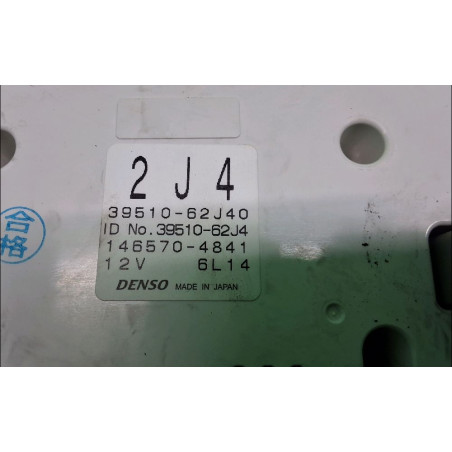 2J4
39510-62J40
ID No.39510-62J4
146570-4841
12V 6L14
DENSO MADE IN JAPAN
合格